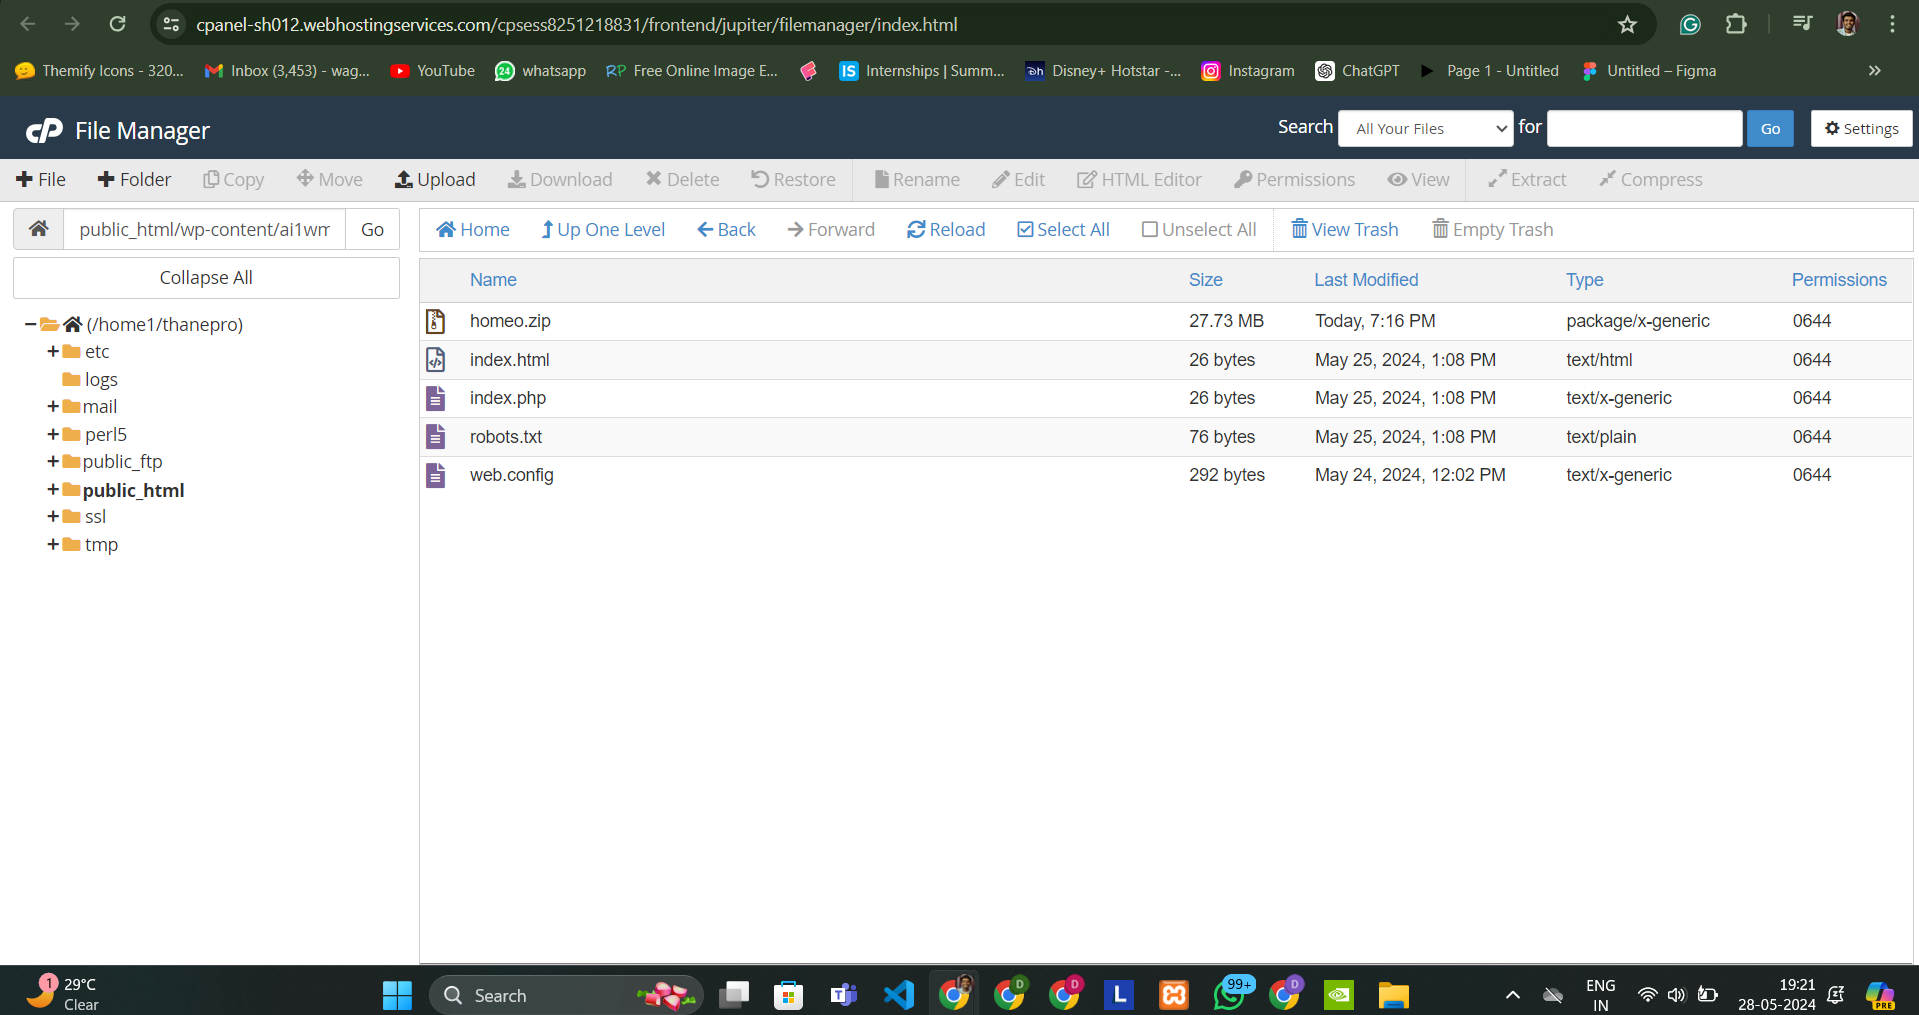 cpanel-sh012.webhostingservices.com/cpsess8251218831/frontend/jupiter/filemanager/index.html
Themify Icons - 320... Inbox (3,453) - wag... YouTube 24 whatsapp RP Free Online Image E... IS Internships | Summ... Disney+ Hotstar -... Instagram ChatGPT Page 1 - Untitled Untitled – Figma »
cP File Manager Search All Your Files for Go Settings
File Folder Copy Move Upload Download Delete Restore Rename Edit HTML Editor Permissions View Extract Compress
public_html/wp-content/ai1wm Go Home Up One Level Back Forward Reload Select All Unselect All View Trash Empty Trash
Collapse All
Name Size Last Modified Type Permissions
homeo.zip 27.73 MB Today, 7:16 PM package/x-generic 0644
index.html 26 bytes May 25, 2024, 1:08 PM text/html 0644
index.php 26 bytes May 25, 2024, 1:08 PM text/x-generic 0644
robots.txt 76 bytes May 25, 2024, 1:08 PM text/plain 0644
web.config 292 bytes May 24, 2024, 12:02 PM text/x-generic 0644
(/home1/thanepro)
etc
logs
mail
perl5
public_ftp
public_html
ssl
tmp
1 29°C
Clear
Search
D D L 99+ D
ENG
IN
19:21
28-05-2024
PRE